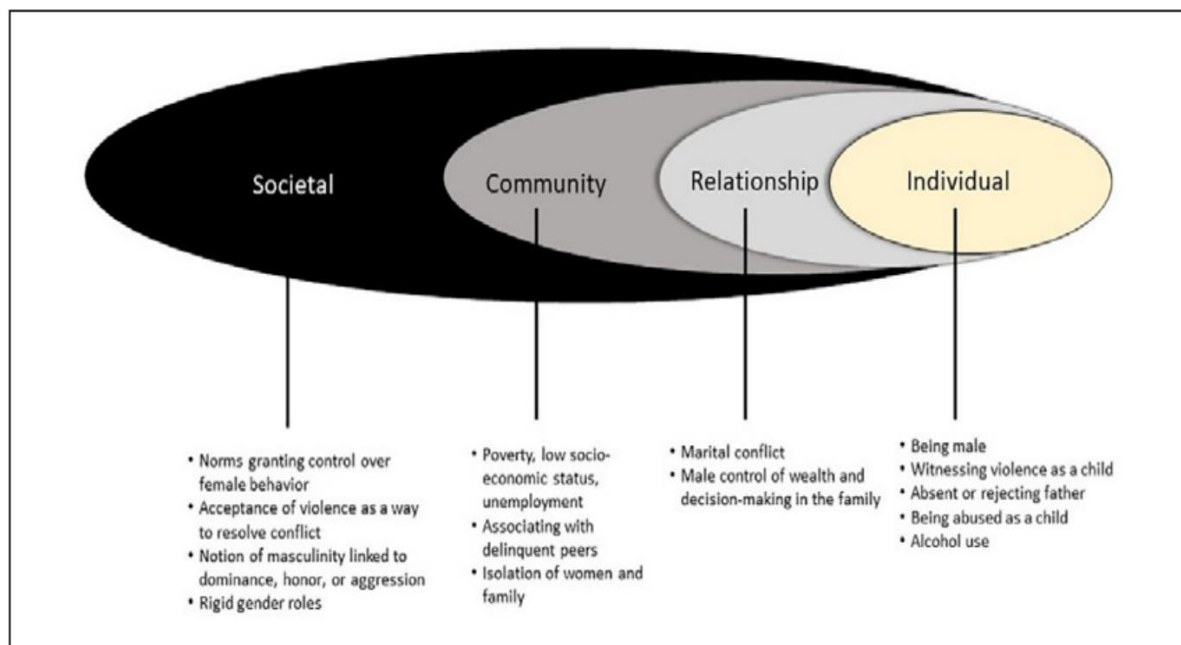 Societal
Community
Relationship
Individual
• Norms granting control over
female behavior
• Acceptance of violence as a way
to resolve conflict
• Notion of masculinity linked to
dominance, honor, or aggression
• Rigid gender roles
• Poverty, low socio-
economic status,
unemployment
• Associating with
delinquent peers
• Isolation of women and
family
• Marital conflict
• Male control of wealth and
decision-making in the family
• Being male
• Witnessing violence as a child
• Absent or rejecting father
• Being abused as a child
• Alcohol use